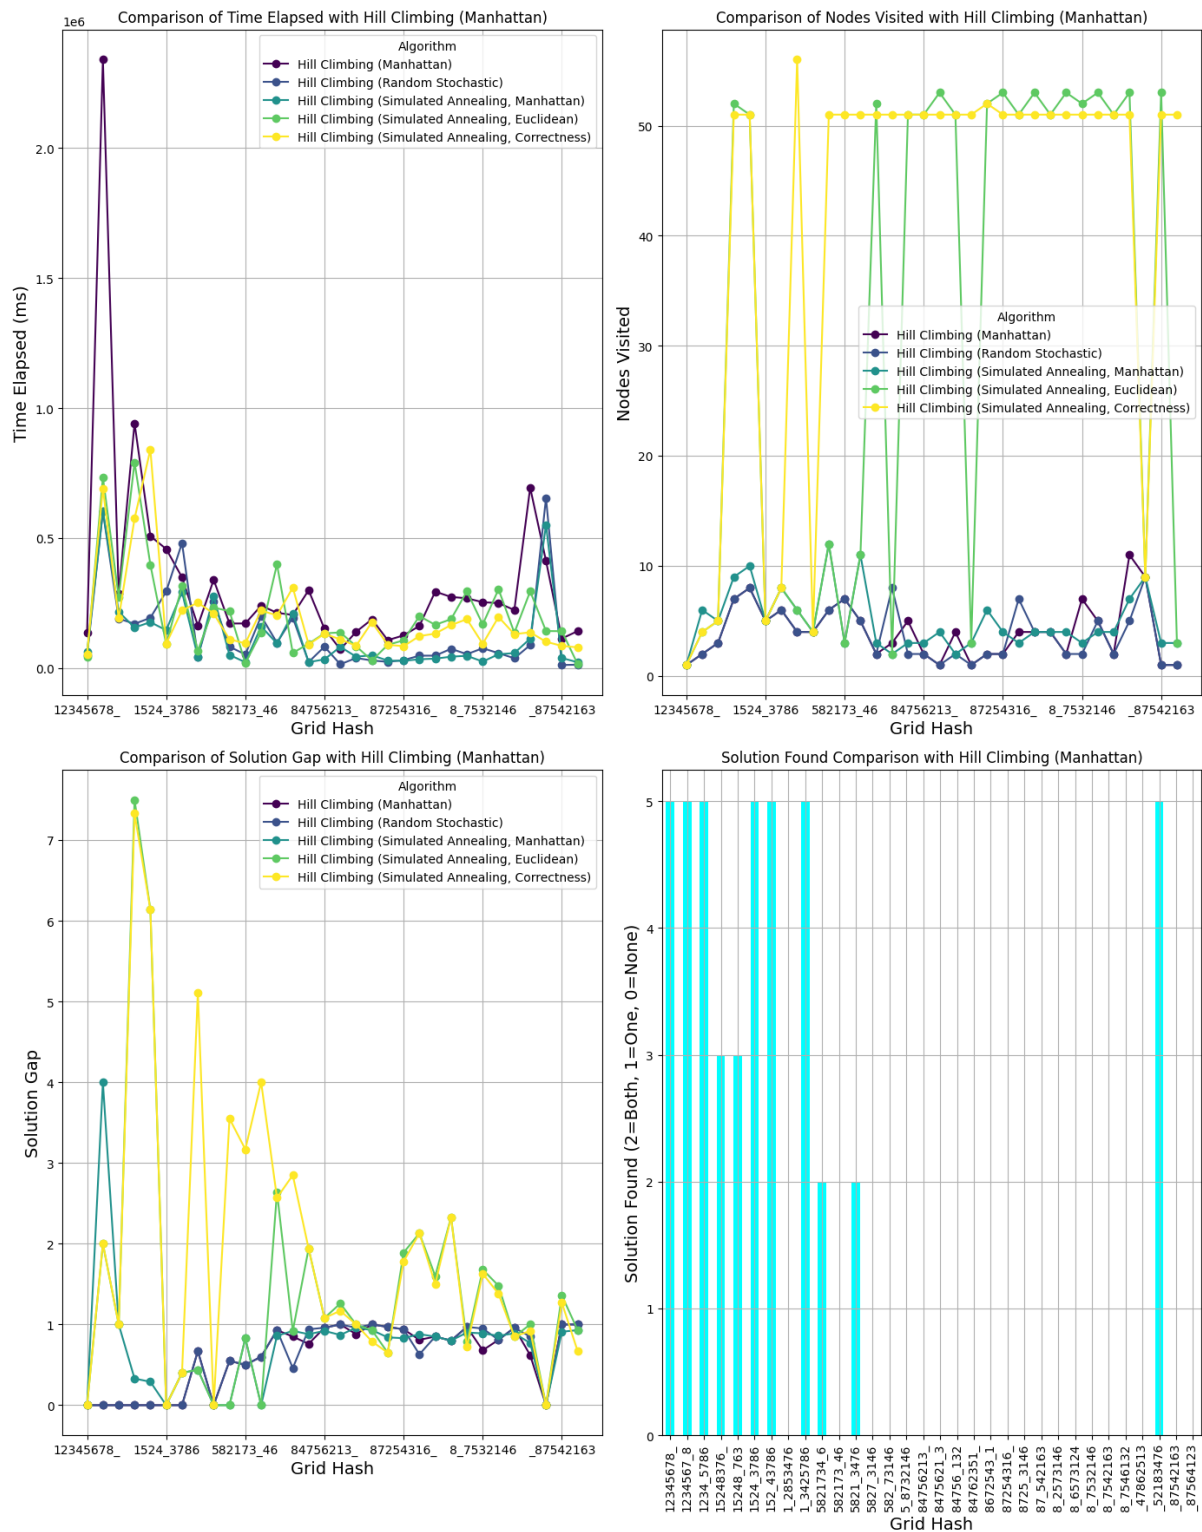 Comparison of Time Elapsed with Hill Climbing (Manhattan)
1e6
Time Elapsed (ms)
2.0
1.5
1.0
0.5
0.0
Algorithm
Hill Climbing (Manhattan)
Hill Climbing (Random Stochastic)
Hill Climbing (Simulated Annealing, Manhattan)
Hill Climbing (Simulated Annealing, Euclidean)
Hill Climbing (Simulated Annealing, Correctness)
12345678_ 1524_3786 582173_46 84756213_ 87254316_ 8_7532146 _87542163
Grid Hash
Comparison of Nodes Visited with Hill Climbing (Manhattan)
Nodes Visited
50
40
30
20
10
0
Algorithm
Hill Climbing (Manhattan)
Hill Climbing (Random Stochastic)
Hill Climbing (Simulated Annealing, Manhattan)
Hill Climbing (Simulated Annealing, Euclidean)
Hill Climbing (Simulated Annealing, Correctness)
12345678_ 1524_3786 582173_46 84756213_ 87254316_ 8_7532146 _87542163
Grid Hash
Comparison of Solution Gap with Hill Climbing (Manhattan)
Solution Gap
7
6
5
4
3
2
1
0
Algorithm
Hill Climbing (Manhattan)
Hill Climbing (Random Stochastic)
Hill Climbing (Simulated Annealing, Manhattan)
Hill Climbing (Simulated Annealing, Euclidean)
Hill Climbing (Simulated Annealing, Correctness)
12345678_ 1524_3786 582173_46 84756213_ 87254316_ 8_7532146 _87542163
Grid Hash
Solution Found Comparison with Hill Climbing (Manhattan)
Solution Found (2=Both, 1=One, 0=None)
5
4
3
2
1
0
12345678_
1234567_8
1234_5786
15248376_
15248_763
1524_3786
152_43786
1_2853476
1_3425786
5821734_6
582173_46
5821_3476
5827_3146
582_73146
5_8732146
84756213_
8475621_3
84756_132
84762351_
8672543_1
87254316_
8725_3146
87_542163
8_2573146
8_6573124
8_7532146
8_7542163
8_7546132
_47862513
_52183476
_87542163
_87564123
Grid Hash